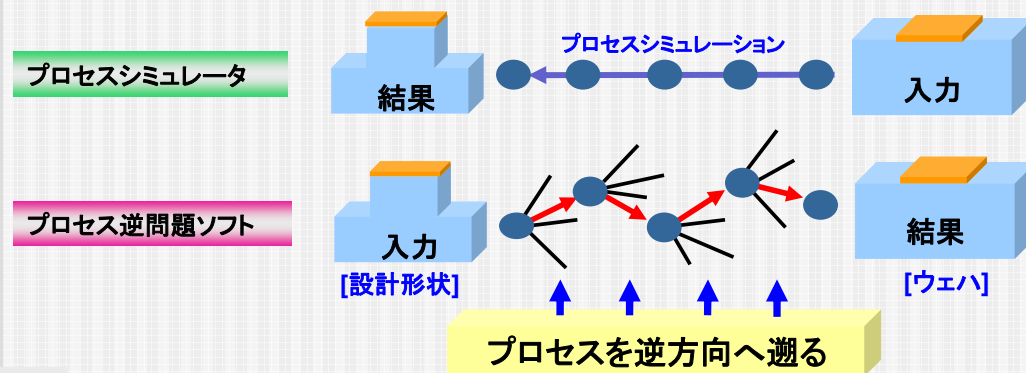 プロセスシミュレータ
結果
プロセスシミュレーション
入力
プロセス逆問題ソフト
入力
[設計形状]
結果
[ウェハ]
プロセスを逆方向へ遡る